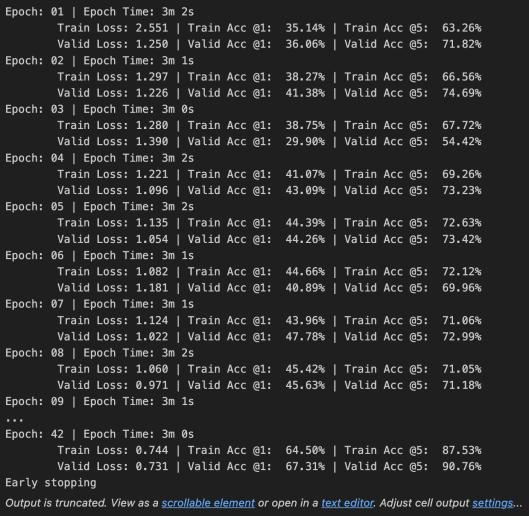 Epoch: 01 | Epoch Time: 3m 2s
Train Loss: 2.551 | Train Acc @1: 35.14% | Train Acc @5: 63.26%
Valid Loss: 1.250 | Valid Acc @1: 36.06% | Valid Acc @5: 71.82%
Epoch: 02 | Epoch Time: 3m 1s
Train Loss: 1.297 | Train Acc @1: 38.27% | Train Acc @5: 66.56%
Valid Loss: 1.226 | Valid Acc @1: 41.38% | Valid Acc @5: 74.69%
Epoch: 03 | Epoch Time: 3m 0s
Train Loss: 1.280 | Train Acc @1: 38.75% | Train Acc @5: 67.72%
Valid Loss: 1.390 | Valid Acc @1: 29.90% | Valid Acc @5: 54.42%
Epoch: 04 | Epoch Time: 3m 2s
Train Loss: 1.221 | Train Acc @1: 41.07% | Train Acc @5: 69.26%
Valid Loss: 1.096 | Valid Acc @1: 43.09% | Valid Acc @5: 73.23%
Epoch: 05 | Epoch Time: 3m 2s
Train Loss: 1.135 | Train Acc @1: 44.39% | Train Acc @5: 72.63%
Valid Loss: 1.054 | Valid Acc @1: 44.26% | Valid Acc @5: 73.42%
Epoch: 06 | Epoch Time: 3m 1s
Train Loss: 1.082 | Train Acc @1: 44.66% | Train Acc @5: 72.12%
Valid Loss: 1.181 | Valid Acc @1: 40.89% | Valid Acc @5: 69.96%
Epoch: 07 | Epoch Time: 3m 1s
Train Loss: 1.124 | Train Acc @1: 43.96% | Train Acc @5: 71.06%
Valid Loss: 1.022 | Valid Acc @1: 47.78% | Valid Acc @5: 72.99%
Epoch: 08 | Epoch Time: 3m 2s
Train Loss: 1.060 | Train Acc @1: 45.42% | Train Acc @5: 71.05%
Valid Loss: 0.971 | Valid Acc @1: 45.63% | Valid Acc @5: 71.18%
Epoch: 09 | Epoch Time: 3m 1s
...
Epoch: 42 | Epoch Time: 3m 0s
Train Loss: 0.744 | Train Acc @1: 64.50% | Train Acc @5: 87.53%
Valid Loss: 0.731 | Valid Acc @1: 67.31% | Valid Acc @5: 90.76%
Early stopping
Output is truncated. View as a scrollable element or open in a text editor. Adjust cell output settings...